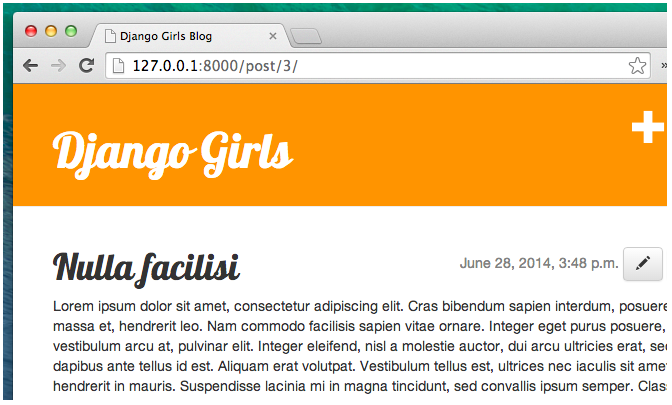 Django Girls Blog
127.0.0.1:8000/post/3/
Django Girls
Nulla facilisi
June 28, 2014, 3:48 p.m.
Lorem ipsum dolor sit amet, consectetur adipiscing elit. Cras bibendum sapien interdum, posuere
massa et, hendrerit leo. Nam commodo facilisis sapien vitae ornare. Integer eget purus posuere,
vestibulum arcu at, pulvinar elit. Integer eleifend, nisl a molestie auctor, dui arcu ultricies erat, sed
dapibus ante tellus id est. Aliquam erat volutpat. Vestibulum tellus est, ultrices nec iaculis sit amet
hendrerit in mauris. Suspendisse lacinia mi in magna tincidunt, sed convallis ipsum semper. Clas